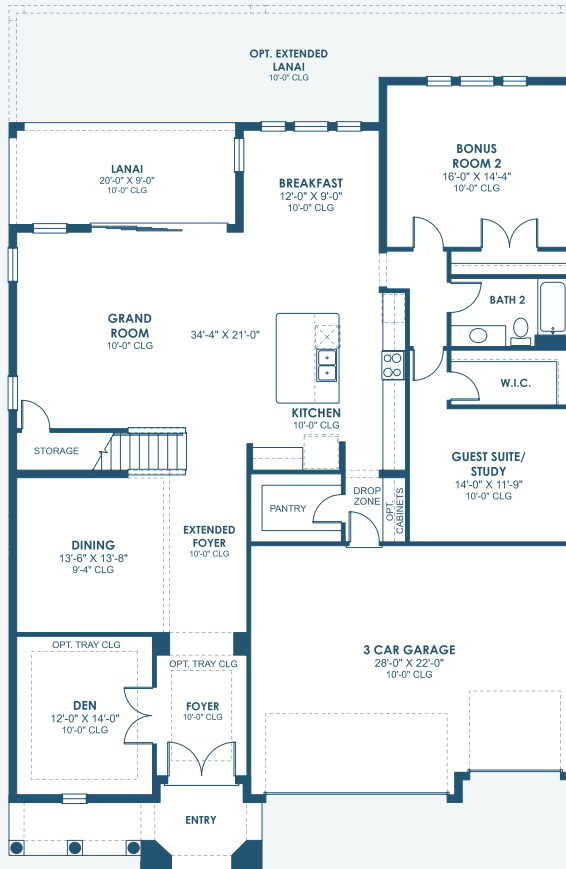 OPT. EXTENDED
LANAI
10'-0" CLG
LANAI
20'-0" X 9'-0"
10'-0" CLG
BREAKFAST
12'-0" X 9'-0"
10'-0" CLG
BONUS
ROOM 2
16'-0" X 14'-4"
10'-0" CLG
BATH 2
GRAND
ROOM
10'-0" CLG
34'-4" X 21'-0"
W.I.C.
KITCHEN
10'-0" CLG
STORAGE
GUEST SUITE/
STUDY
14'-0" X 11'-9"
10'-0" CLG
PANTRY
DROP
ZONE
OPT.
CABINETS
EXTENDED
FOYER
10'-0" CLG
DINING
13'-6" X 13'-8"
9'-4" CLG
OPT. TRAY CLG
DEN
12'-0" X 14'-0"
10'-0" CLG
OPT. TRAY CLG
FOYER
10'-0" CLG
3 CAR GARAGE
28'-0" X 22'-0"
10'-0" CLG
ENTRY